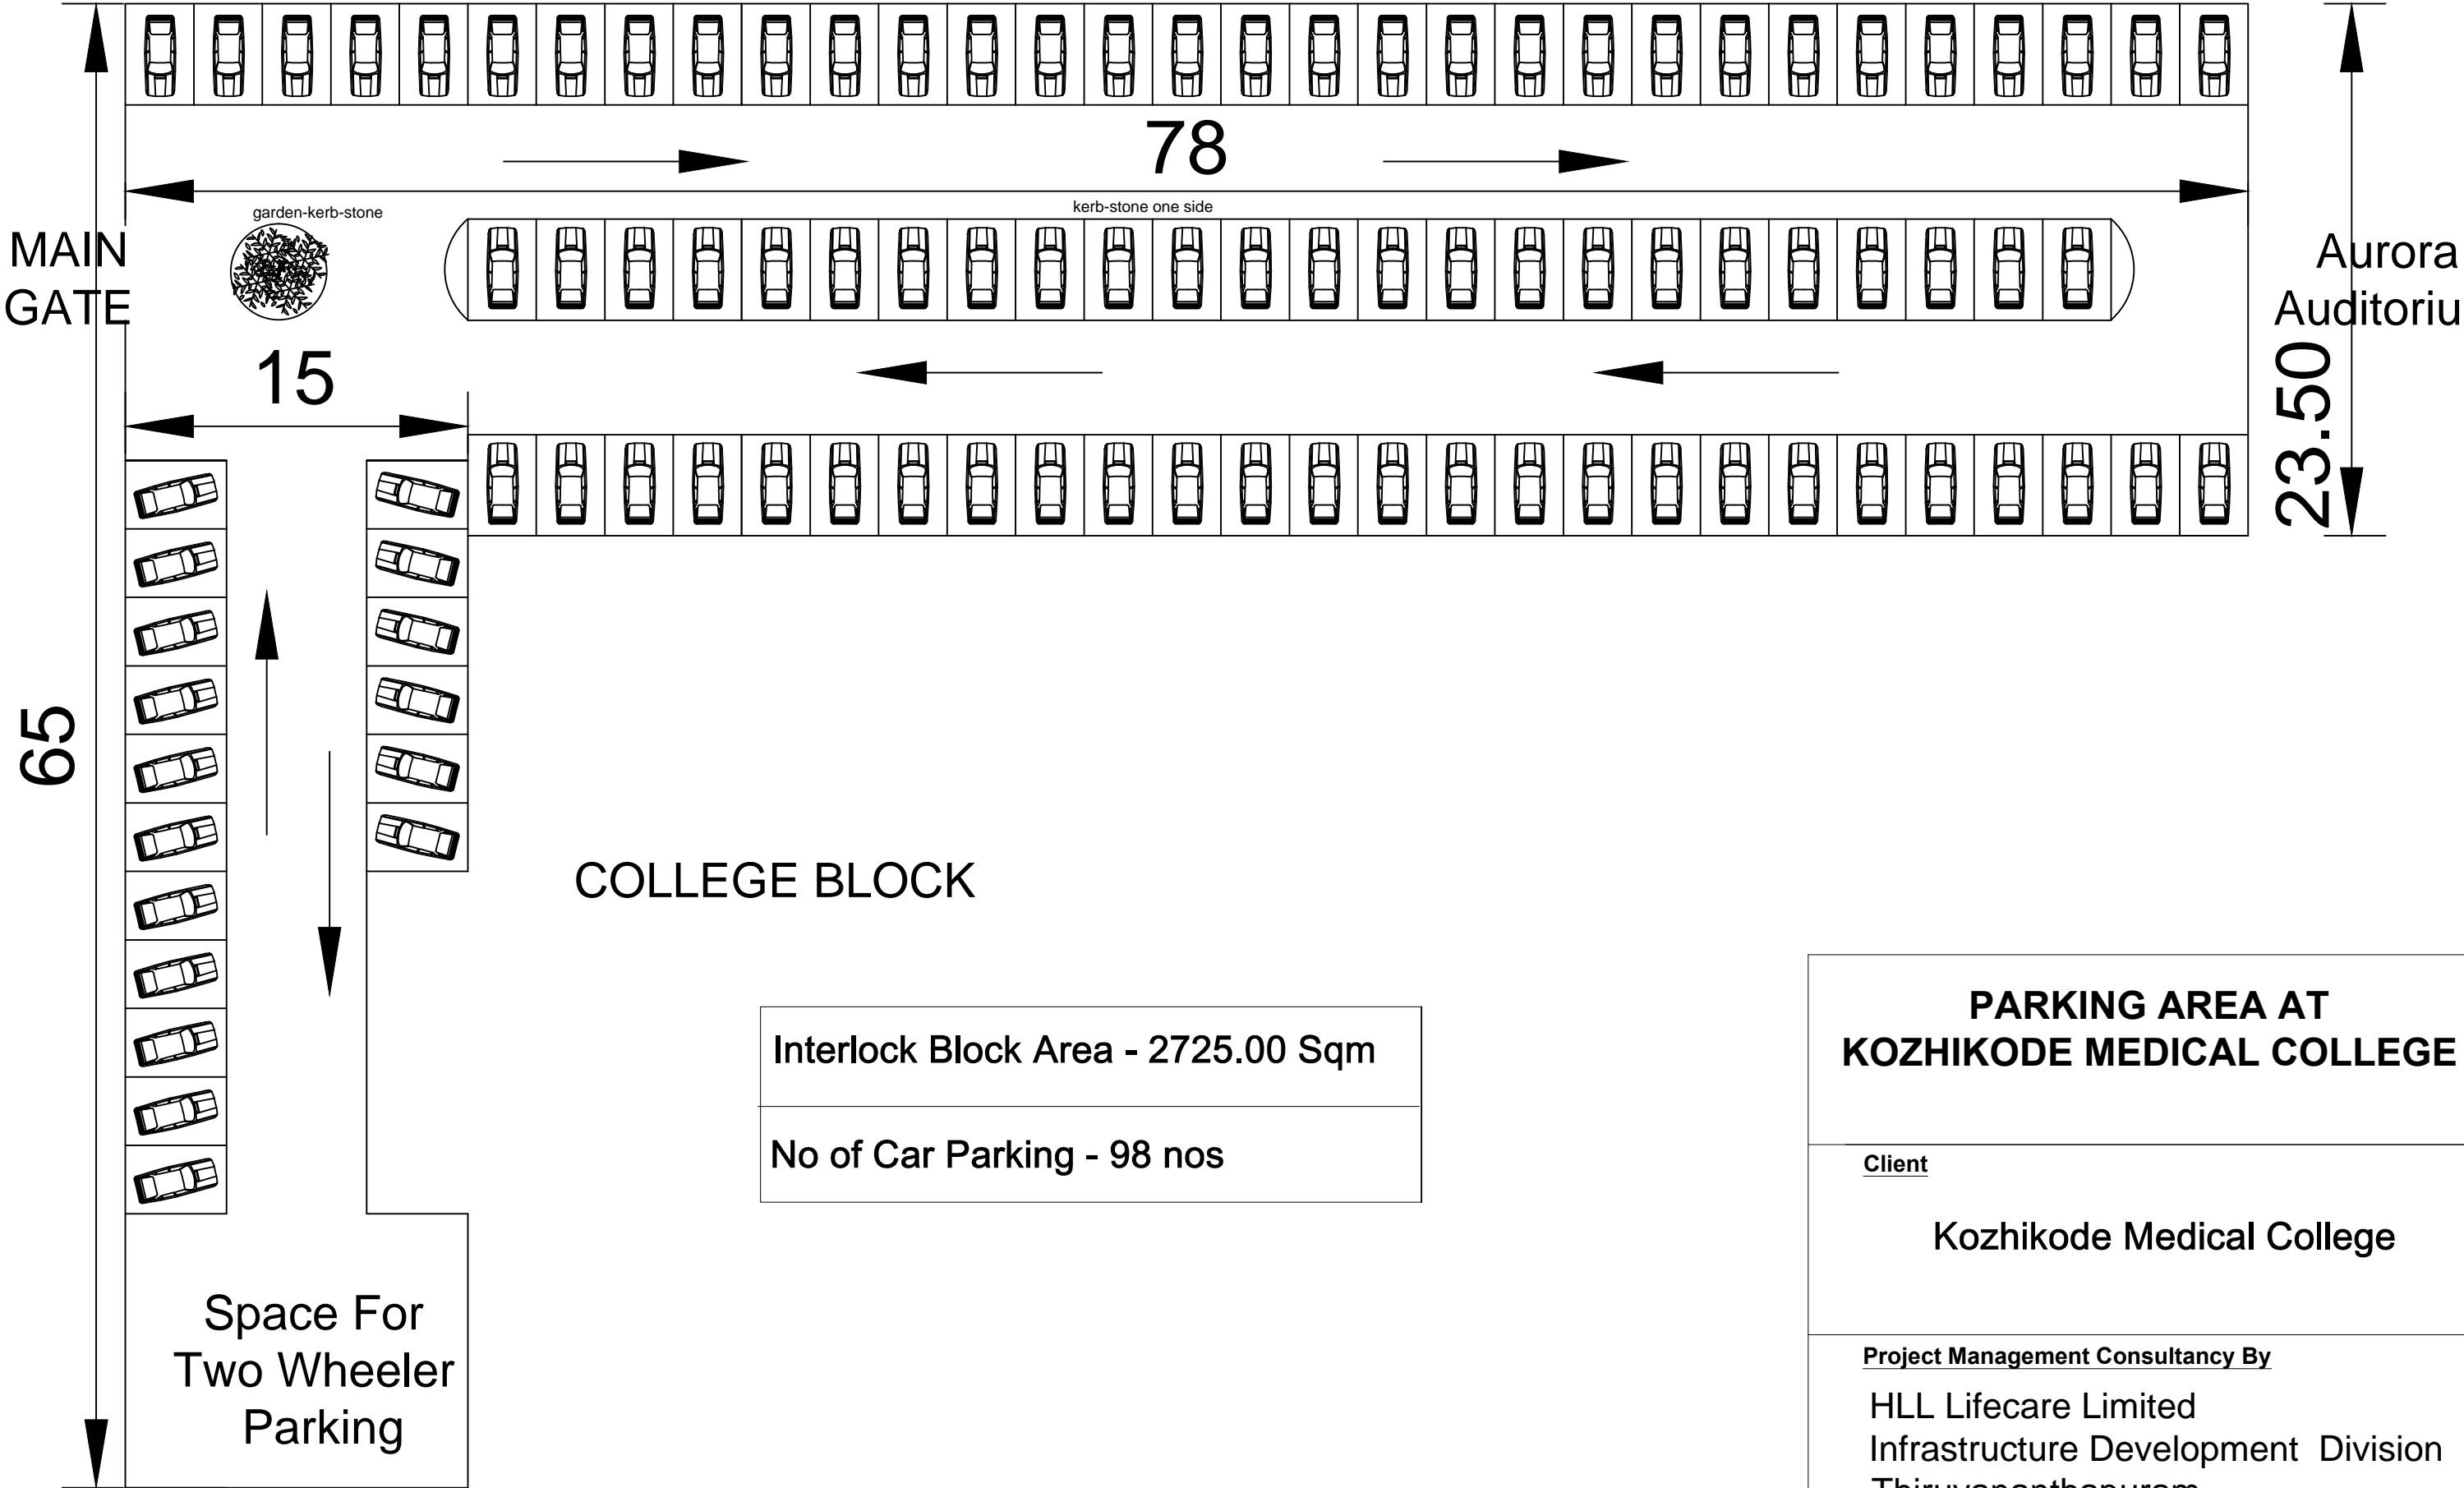 78
garden-kerb-stone
kerb-stone one side
MAIN
GATE
Aurora
Auditoriu
15
23.50
65
COLLEGE BLOCK
Interlock Block Area - 2725.00 Sqm
No of Car Parking - 98 nos
Space For
Two Wheeler
Parking
PARKING AREA AT
KOZHIKODE MEDICAL COLLEGE
Client
Kozhikode Medical College
Project Management Consultancy By
HLL Lifecare Limited
Infrastructure Development Division
Thiruvananthapuram